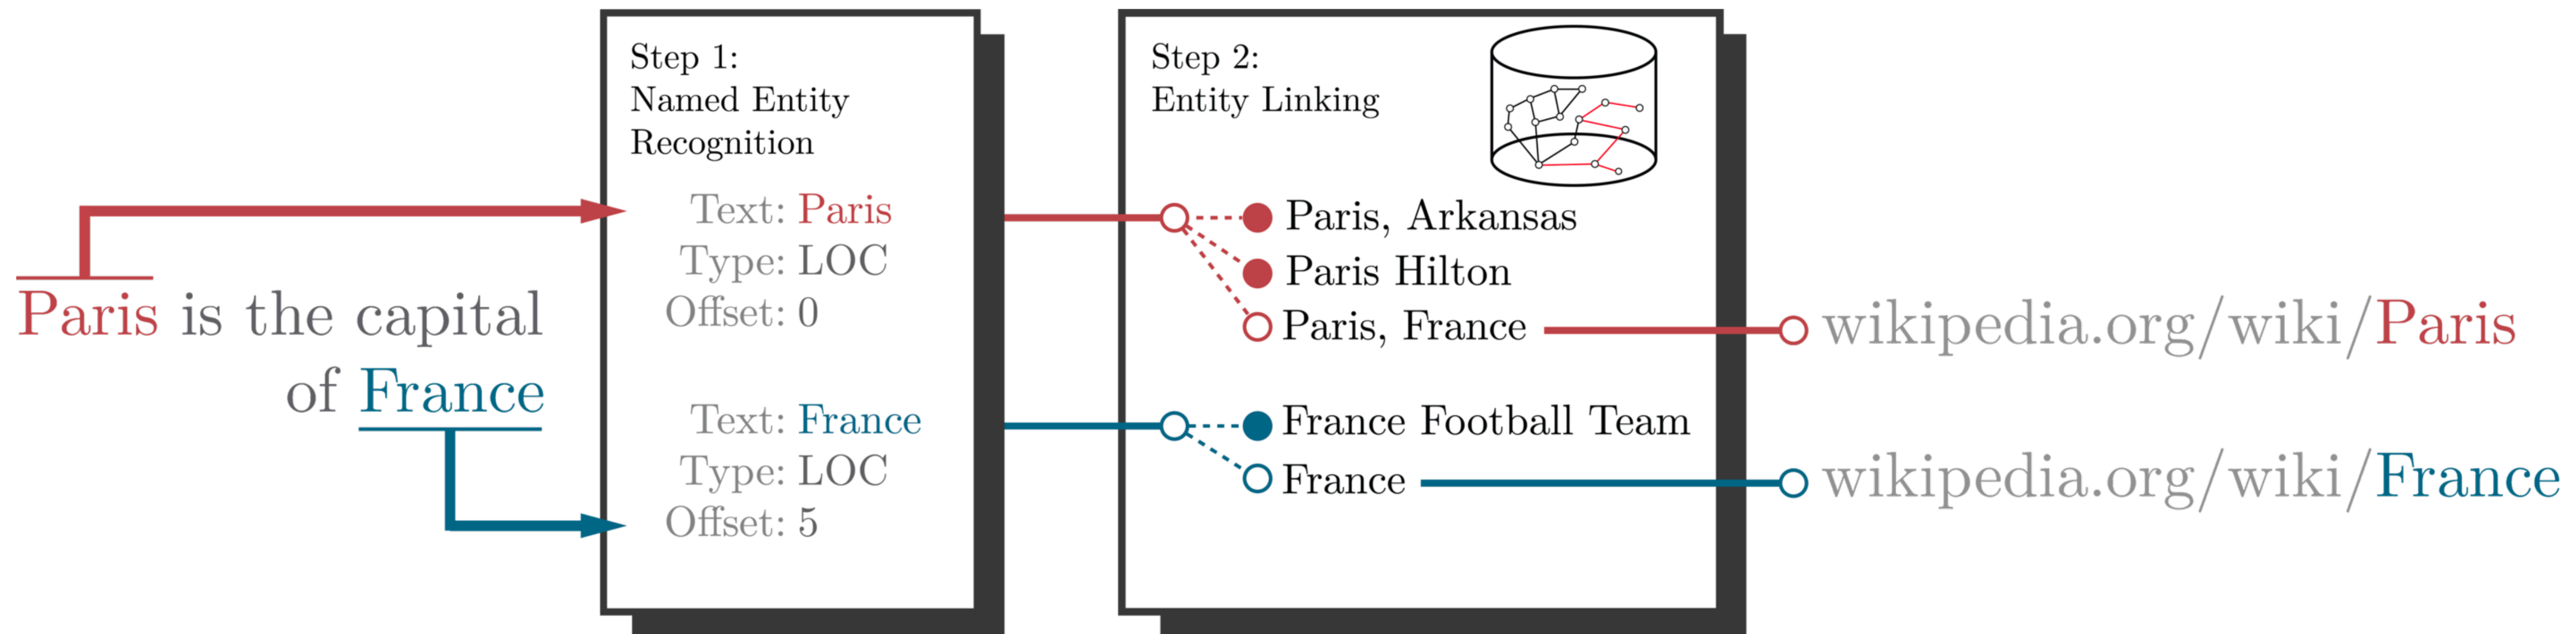 Paris is the capital
of France
Step 1:
Named Entity
Recognition
Text: Paris
Type: LOC
Offset: 0
Text: France
Type: LOC
Offset: 5
Step 2:
Entity Linking
Paris, Arkansas
Paris Hilton
Paris, France
France Football Team
France
wikipedia.org/wiki/Paris
wikipedia.org/wiki/France